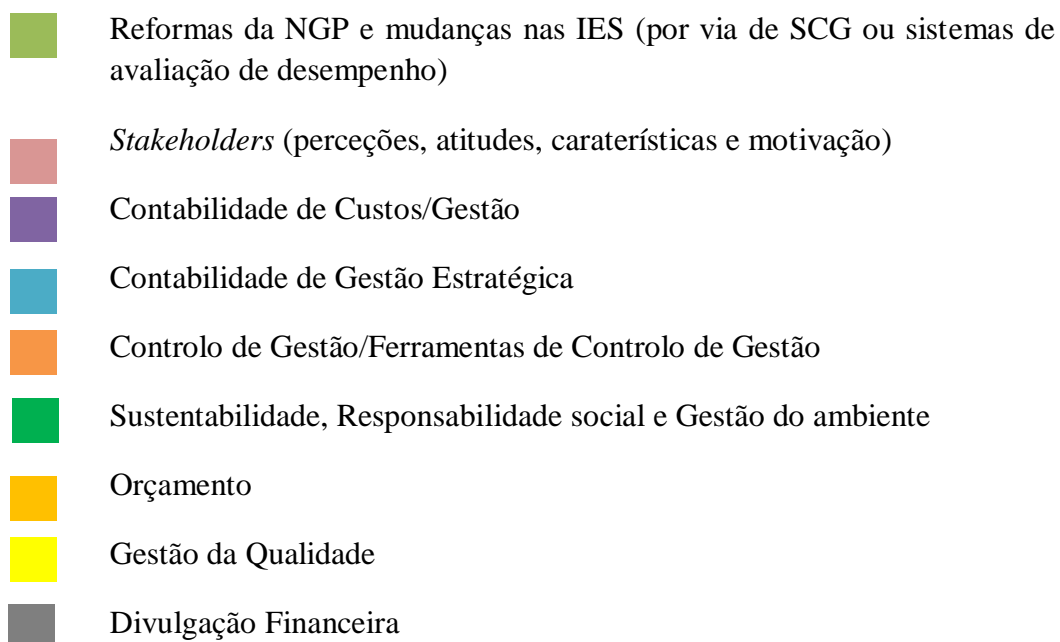 Reformas da NGP e mudanças nas IES (por via de SCG ou sistemas de
avaliação de desempenho)
Stakeholders (perceções, atitudes, caraterísticas e motivação)
Contabilidade de Custos/Gestão
Contabilidade de Gestão Estratégica
Controlo de Gestão/Ferramentas de Controlo de Gestão
Sustentabilidade, Responsabilidade social e Gestão do ambiente
Orçamento
Gestão da Qualidade
Divulgação Financeira